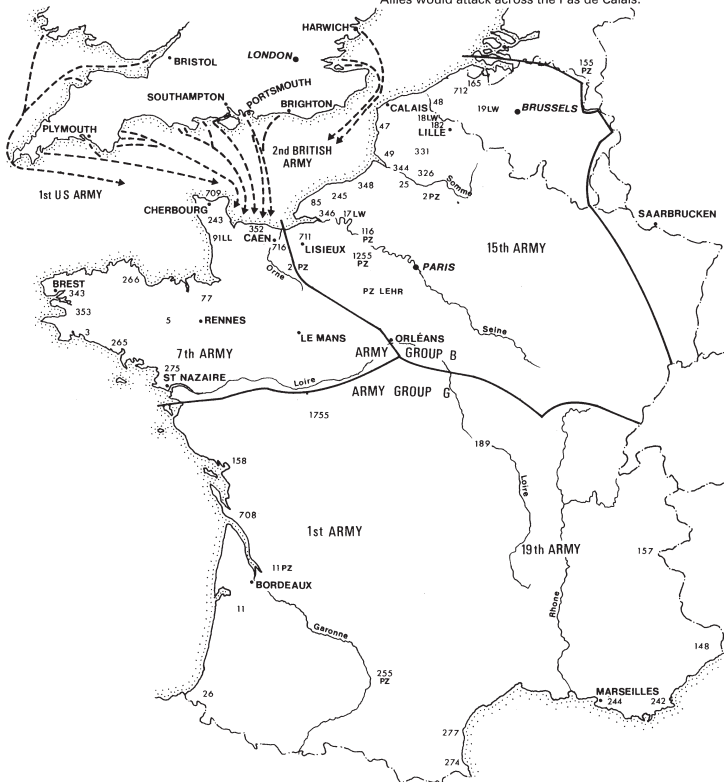 Allies would attack across the Pas de Calais.
HARWICH
BRISTOL
LONDON
155
PZ
SOUTHAMPTON
PORTSMOUTH
BRIGHTON
CALAIS
48
712
165
19LW
BRUSSELS
18LW
182
LILLE
47
PLYMOUTH
2nd BRITISH
ARMY
49
331
344
326
1st US ARMY
348
25
Somme
2PZ
709
CHERBOURG
245
85
346
17LW
SAARBRUCKEN
243
352
91LL
CAEN
716
711
LISIEUX
116
PZ
15th ARMY
1255
PZ
PARIS
Orne
2 PZ
BREST
343
266
77
PZ LEHR
353
5
RENNES
Seine
3
265
LE MANS
ORLÉANS
7th ARMY
ARMY GROUP B
275
ST NAZAIRE
Loire
ARMY GROUP G
1755
189
158
Loire
708
1st ARMY
19th ARMY
157
11 PZ
BORDEAUX
11
Rhone
Garonne
148
255
PZ
26
MARSEILLES
244
242
277
274